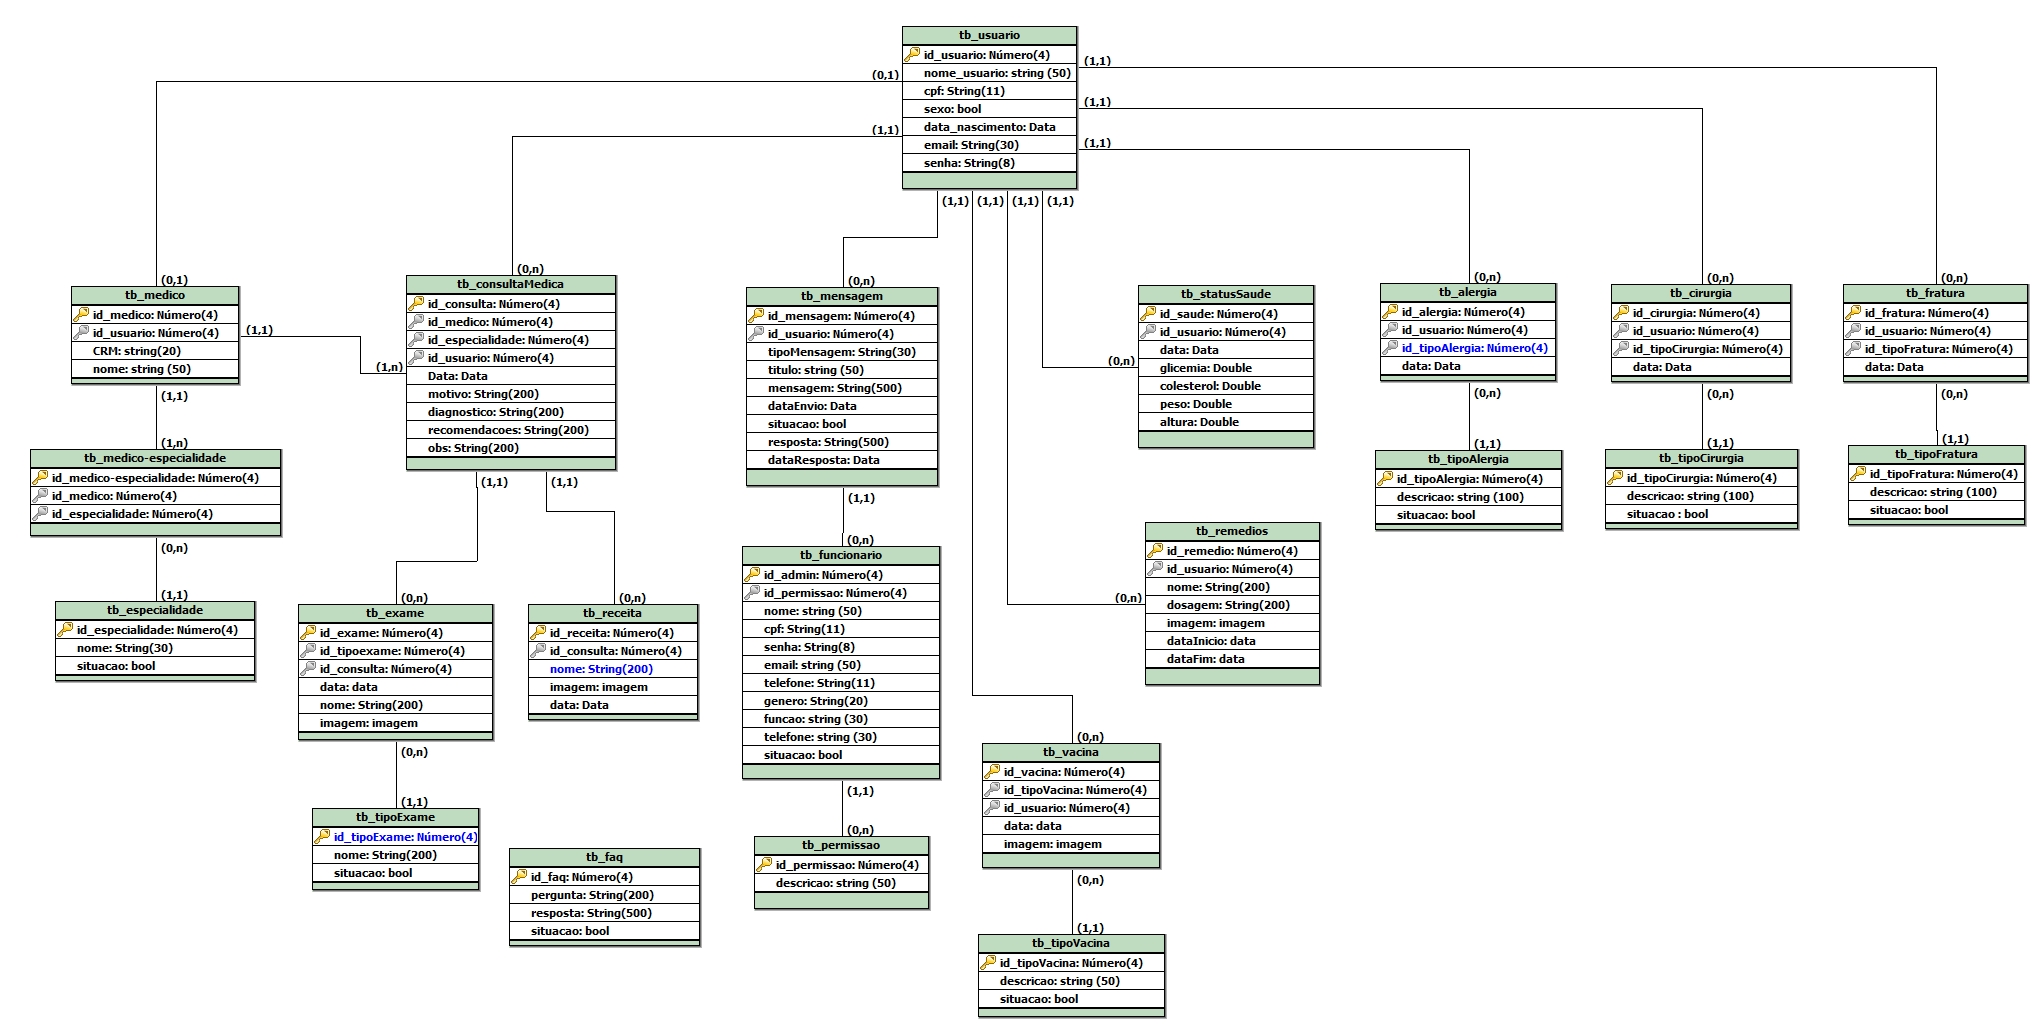 tb_usuario
id_usuario: Número(4)
nome_usuario: string (50)
cpf: String(11)
sexo: bool
data_nascimento: Data
email: String(30)
senha: String(8)
(0,1)
(1,1)
(1,1)
(1,1)
(1,1)
(1,1)
(1,1)
(1,1)
(1,1)
(0,1)
tb_medico
id_medico: Número(4)
id_usuario: Número(4)
CRM: string(20)
nome: string (50)
(1,1)
(1,1)
(1,n)
tb_medico-especialidade
id_medico-especialidade: Número(4)
id_medico: Número(4)
id_especialidade: Número(4)
(0,n)
(1,1)
tb_especialidade
id_especialidade: Número(4)
nome: String(30)
situacao: bool
(0,n)
(1,n)
tb_consultaMedica
id_consulta: Número(4)
id_medico: Número(4)
id_especialidade: Número(4)
id_usuario: Número(4)
Data: Data
motivo: String(200)
diagnostico: String(200)
recomendacoes: String(200)
obs: String(200)
(1,1)
(1,1)
(0,n)
tb_exame
id_exame: Número(4)
id_tipoexame: Número(4)
id_consulta: Número(4)
data: data
nome: String(200)
imagem: imagem
(0,n)
(1,1)
tb_tipoExame
id_tipoExame: Número(4)
nome: String(200)
situacao: bool
(0,n)
tb_receita
id_receita: Número(4)
id_consulta: Número(4)
nome: String(200)
imagem: imagem
data: Data
tb_faq
id_faq: Número(4)
pergunta: String(200)
resposta: String(500)
situacao: bool
(0,n)
tb_mensagem
id_mensagem: Número(4)
id_usuario: Número(4)
tipoMensagem: String(30)
titulo: string (50)
mensagem: String(500)
dataEnvio: Data
situacao: bool
resposta: String(500)
dataResposta: Data
(1,1)
(0,n)
tb_funcionario
id_admin: Número(4)
id_permissao: Número(4)
nome: string (50)
cpf: String(11)
senha: String(8)
email: string (50)
telefone: String(11)
genero: String(20)
funcao: string (30)
telefone: string (30)
situacao: bool
(1,1)
(0,n)
tb_permissao
id_permissao: Número(4)
descricao: string (50)
(0,n)
tb_statusSaude
id_saude: Número(4)
id_usuario: Número(4)
data: Data
glicemia: Double
colesterol: Double
peso: Double
altura: Double
(0,n)
tb_remedios
id_remedio: Número(4)
id_usuario: Número(4)
nome: String(200)
dosagem: String(200)
imagem: imagem
dataInicio: data
dataFim: data
(0,n)
tb_vacina
id_vacina: Número(4)
id_tipoVacina: Número(4)
id_usuario: Número(4)
data: data
imagem: imagem
(0,n)
(1,1)
tb_tipoVacina
id_tipoVacina: Número(4)
descricao: string (50)
situacao: bool
(0,n)
tb_alergia
id_alergia: Número(4)
id_usuario: Número(4)
id_tipoAlergia: Número(4)
data: Data
(0,n)
(1,1)
tb_tipoAlergia
id_tipoAlergia: Número(4)
descricao: string (100)
situacao: bool
(0,n)
tb_cirurgia
id_cirurgia: Número(4)
id_usuario: Número(4)
id_tipoCirurgia: Número(4)
data: Data
(0,n)
(1,1)
tb_tipoCirurgia
id_tipoCirurgia: Número(4)
descricao: string (100)
situacao : bool
(0,n)
tb_fratura
id_fratura: Número(4)
id_usuario: Número(4)
id_tipoFratura: Número(4)
data: Data
(0,n)
(1,1)
tb_tipoFratura
id_tipoFratura: Número(4)
descricao: string (100)
situacao: bool